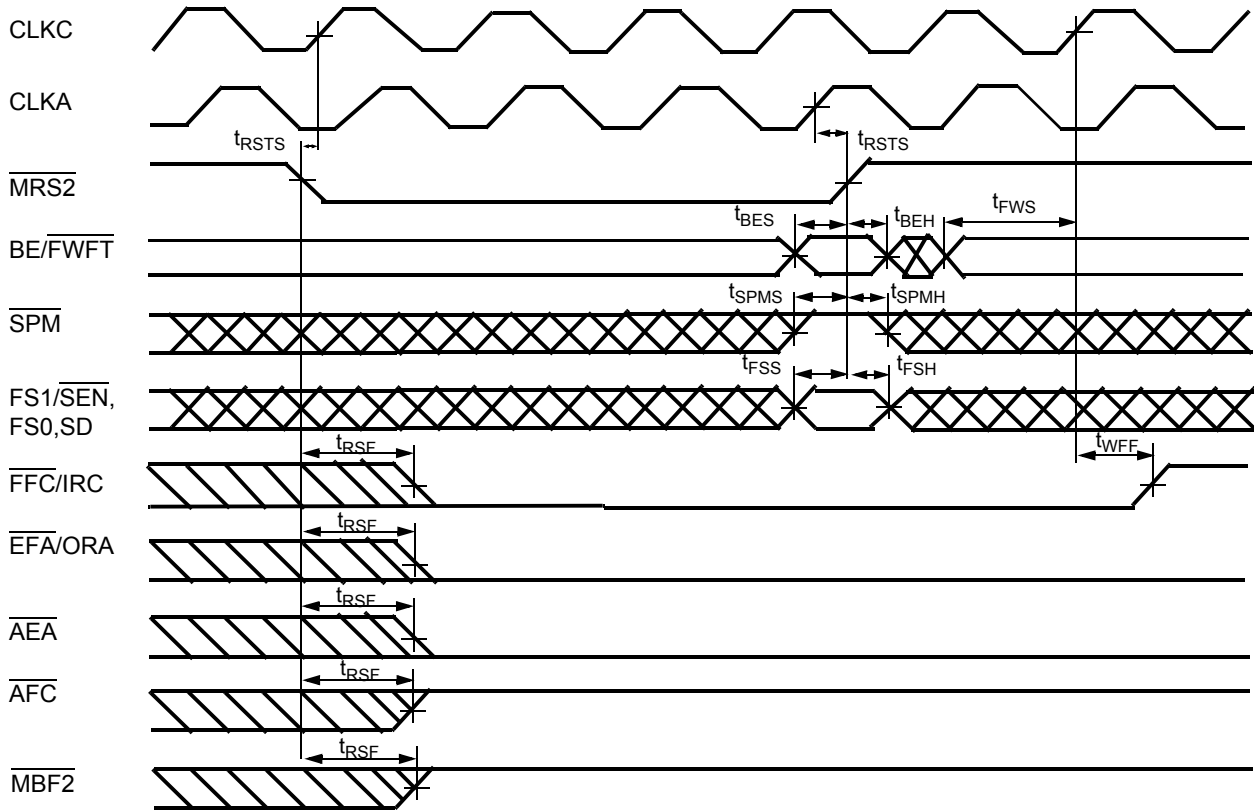 CLKC
CLKA
tRSTS tRSTS
MRS2
tBES tBEH tFWS
BE/FWFT
tSPMS tSPMH
SPM
tFSS tFSH
FS1/SEN,
FS0,SD
tRSF tWFF
FFC/IRC
tRSF
EFA/ORA
tRSF
AEA
tRSF
AFC
tRSF
MBF2